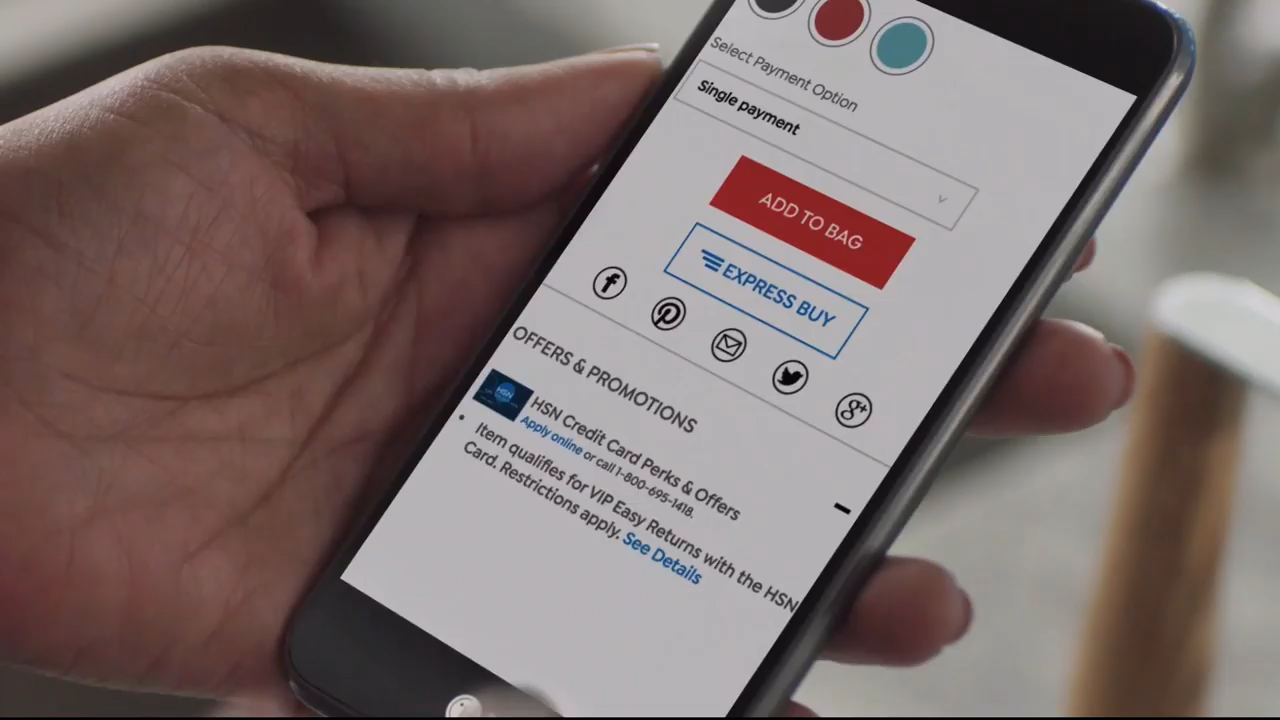 Select Payment Option
Single payment
ADD TO BAG
EXPRESS BUY
OFFERS & PROMOTIONS
HSN
HSN Credit Card Perks & Offers
Apply online or call 1-800-695-1418.
Item qualifies for VIP Easy Returns with the HSN
Card. Restrictions apply. See Details